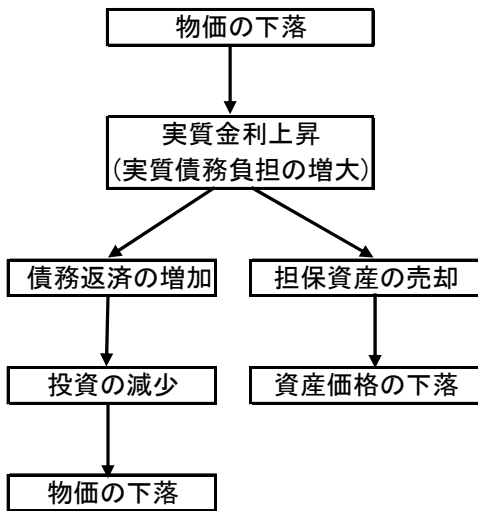 物価の下落
実質金利上昇
(実質債務負担の増大)
債務返済の増加
担保資産の売却
投資の減少
資産価格の下落
物価の下落